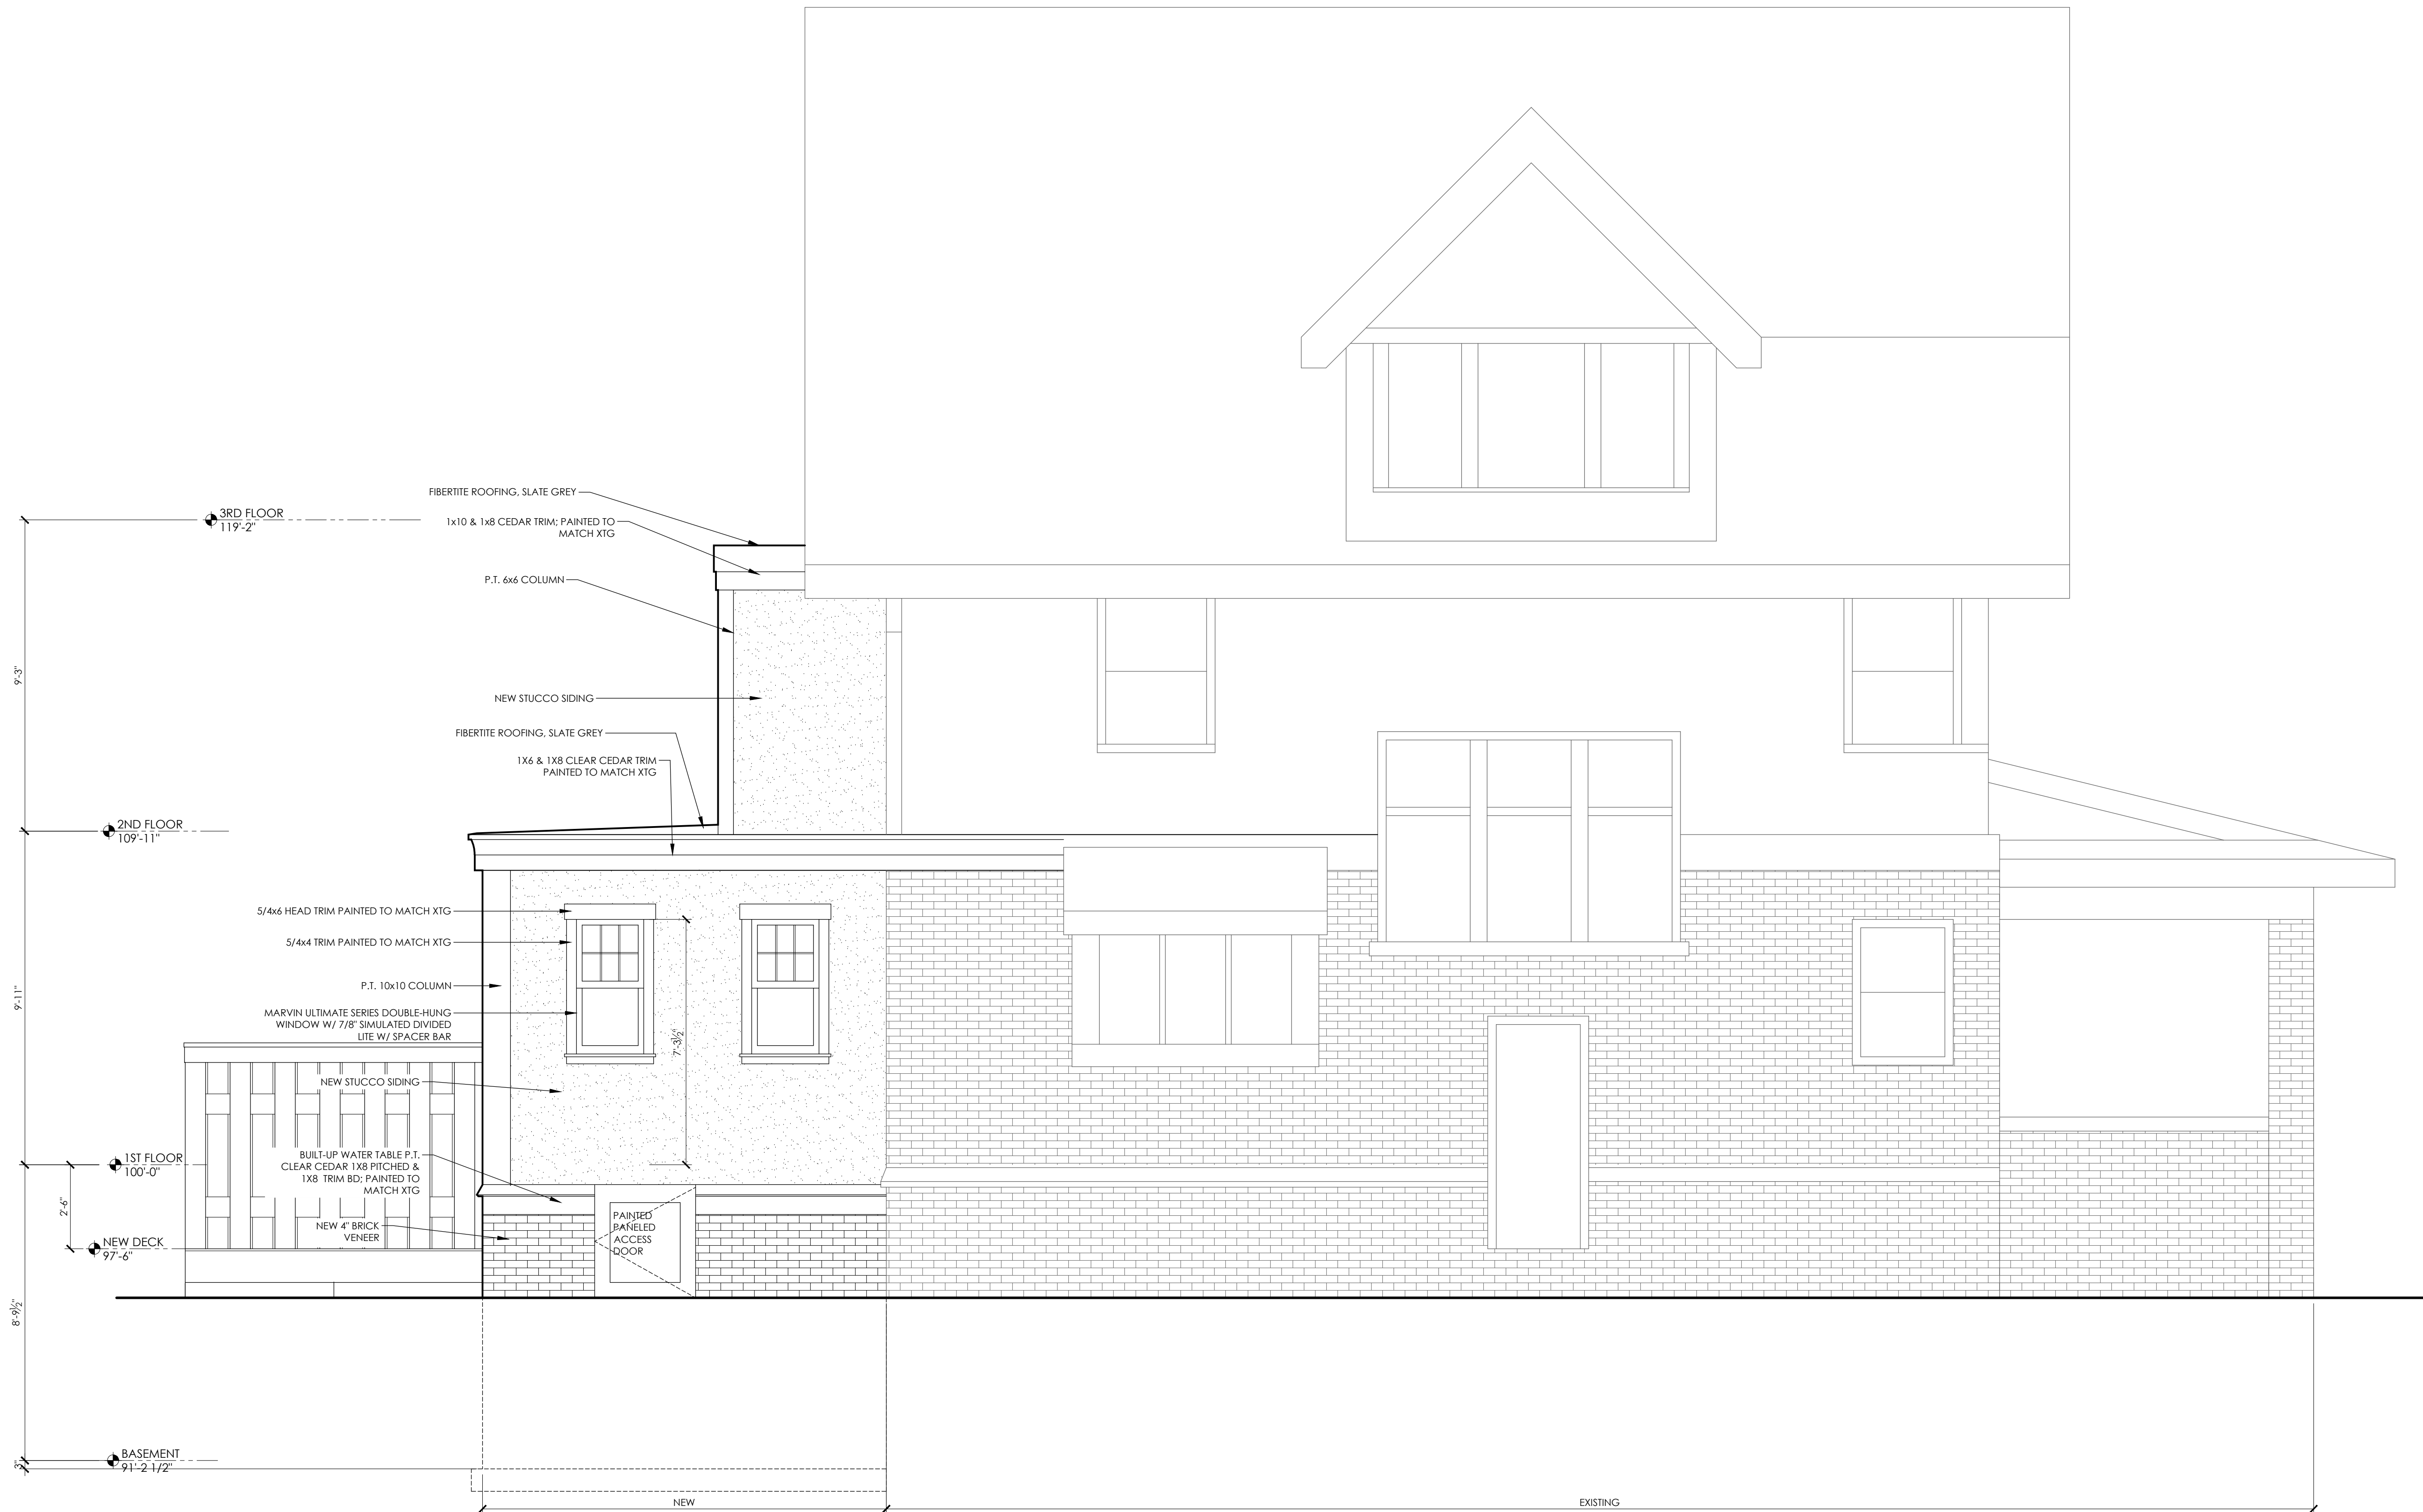 FIBERTITE ROOFING, SLATE GREY
3RD FLOOR
119'-2"
1x10 & 1x8 CEDAR TRIM; PAINTED TO
MATCH XTG
P.T. 6x6 COLUMN
9'-3"
NEW STUCCO SIDING
FIBERTITE ROOFING, SLATE GREY
1X6 & 1X8 CLEAR CEDAR TRIM
PAINTED TO MATCH XTG
2ND FLOOR
109'-11"
5/4x6 HEAD TRIM PAINTED TO MATCH XTG
5/4x4 TRIM PAINTED TO MATCH XTG
P.T. 10x10 COLUMN
9'-11"
MARVIN ULTIMATE SERIES DOUBLE-HUNG
WINDOW W/ 7/8" SIMULATED DIVIDED
LITE W/ SPACER BAR
7'-3½"
NEW STUCCO SIDING
1ST FLOOR
100'-0"
BUILT-UP WATER TABLE P.T.
CLEAR CEDAR 1X8 PITCHED &
1X8 TRIM BD; PAINTED TO
MATCH XTG
2'-6"
NEW 4" BRICK
VENEER
PAINTED
PANELED
ACCESS
DOOR
NEW DECK
97'-6"
8'-9½"
BASEMENT
91'-2 1/2"
3"
NEW
EXISTING